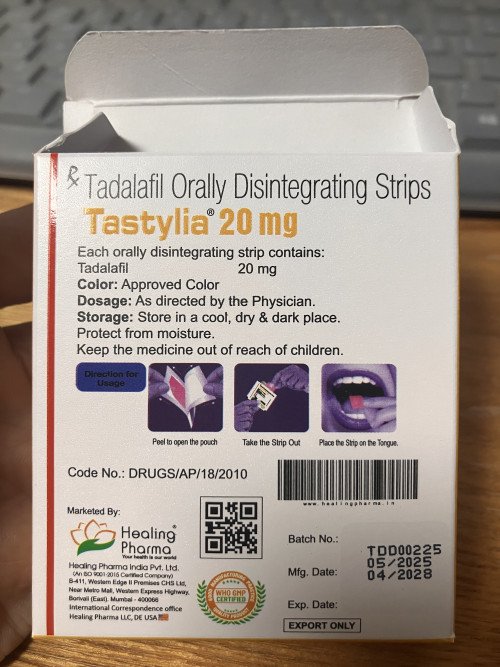 Rx Tadalafil Orally Disintegrating Strips
Tastylia® 20 mg
Each orally disintegrating strip contains:
Tadalafil 20 mg
Color: Approved Color
Dosage: As directed by the Physician.
Storage: Store in a cool, dry & dark place.
Protect from moisture.
Keep the medicine out of reach of children.
Direction for
Usage
Peel to open the pouch
Take the Strip Out
Place the Strip on the Tongue.
Code No.: DRUGS/AP/18/2010
www.healingpharma.in
Marketed By:
Healing®
Pharma
Your health is our world
Healing Pharma India Pvt. Ltd.
(An ISO 9001:2015 Certified Company)
B-411, Western Edge II Premises CHS Ltd,
Near Metro Mall, Western Express Highway,
Borivali (East). Mumbai - 400066
International Correspondence office
Healing Pharma LLC, DE USA
WHO GMP
CERTIFIED
Batch No.:
TDD00225
05/2025
Mfg. Date:
04/2028
Exp. Date:
EXPORT ONLY